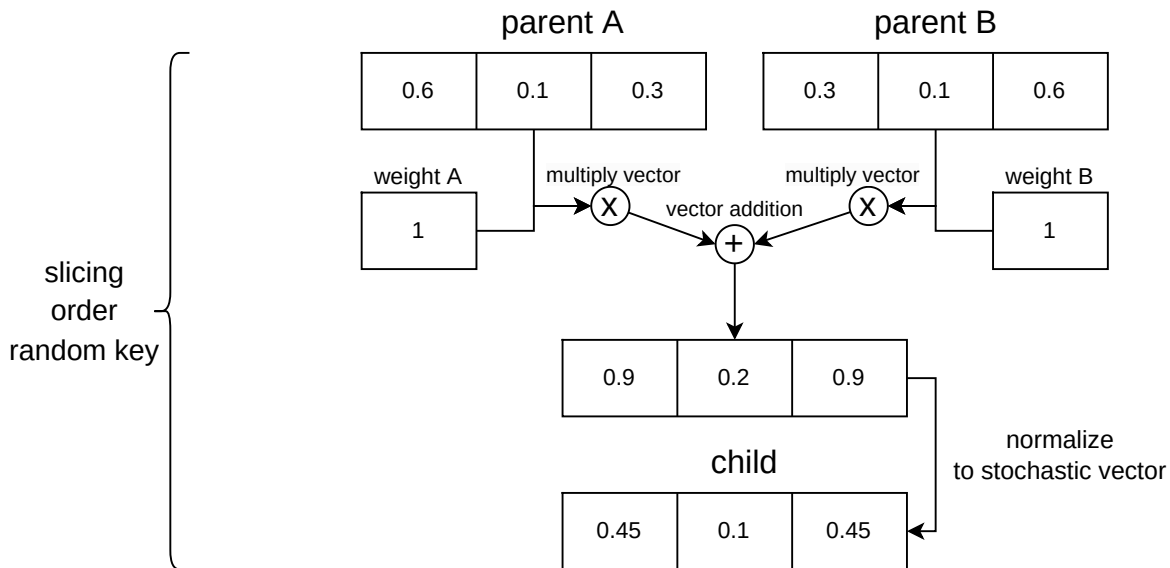 parent A
parent B
0.6 0.1 0.3
0.3 0.1 0.6
weight A
multiply vector
multiply vector
weight B
1
X
vector addition
X
1
+
slicing
order
random key
0.9 0.2 0.9
normalize
to stochastic vector
child
0.45 0.1 0.45